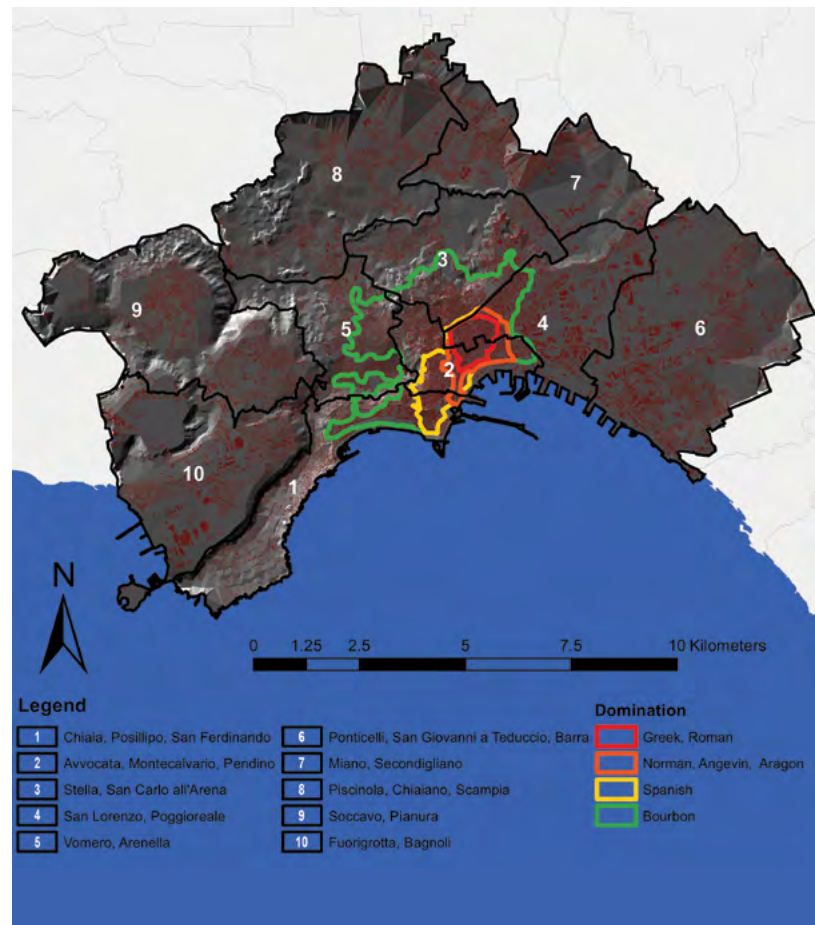 8
7
3
9
5
4
6
2
10
1
N
0 1.25 2.5 5 7.5 10 Kilometers
Legend
1 Chiaia, Posillipo, San Ferdinando
2 Avvocata, Montecalvario, Pendino
3 Stella, San Carlo all'Arena
4 San Lorenzo, Poggioreale
5 Vomero, Arenella
6 Ponticelli, San Giovanni a Teduccio, Barra
7 Miano, Secondigliano
8 Piscinola, Chiaiano, Scampia
9 Soccavo, Pianura
10 Fuorigrotta, Bagnoli
Domination
Greek, Roman
Norman, Angevin, Aragon
Spanish
Bourbon